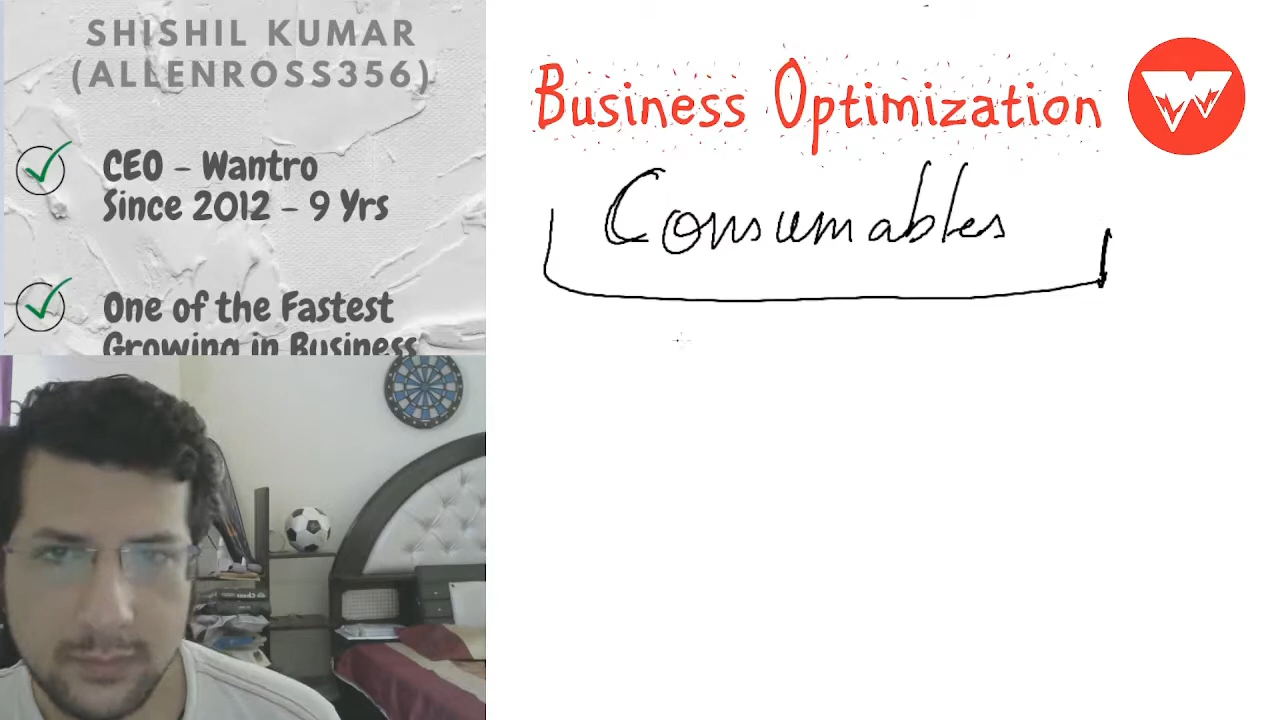 SHISHIL KUMAR
(ALLENROSS356)
CEO - Wantro
Since 2012 - 9 Yrs
One of the Fastest
Growing in Business
Business Optimization
Consumables